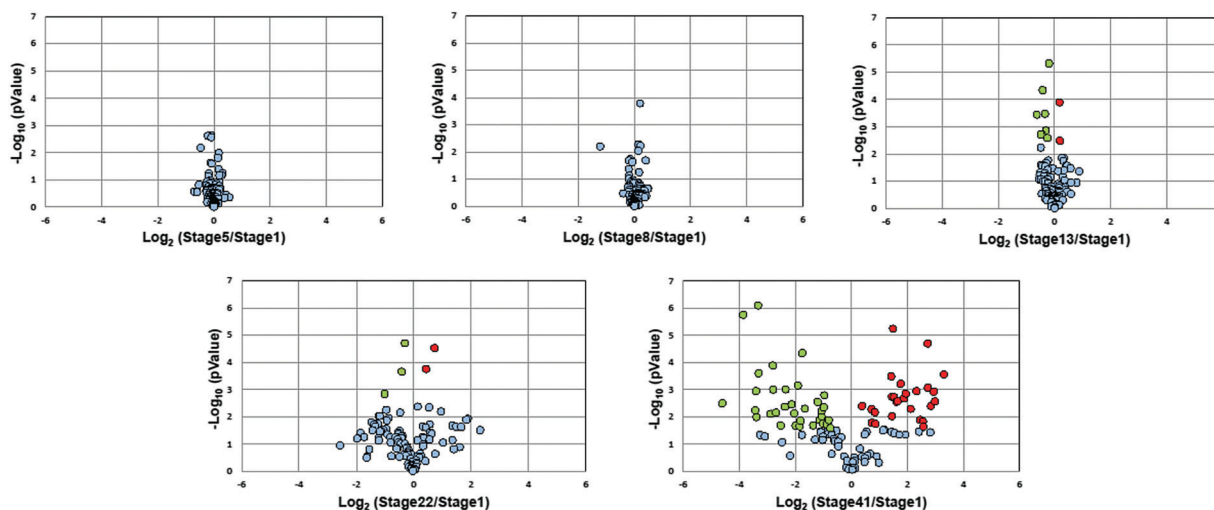 7
6
5
4
3
2
1
0
-6 -4 -2 0 2 4 6
-Log10 (pValue)
Log2 (Stage5/Stage1)
7
6
5
4
3
2
1
0
-6 -4 -2 0 2 4 6
-Log10 (pValue)
Log2 (Stage8/Stage1)
7
6
5
4
3
2
1
0
-6 -4 -2 0 2 4 6
-Log10 (pValue)
Log2 (Stage13/Stage1)
7
6
5
4
3
2
1
0
-6 -4 -2 0 2 4 6
-Log10 (pValue)
Log2 (Stage22/Stage1)
7
6
5
4
3
2
1
0
-6 -4 -2 0 2 4 6
-Log10 (pValue)
Log2 (Stage41/Stage1)